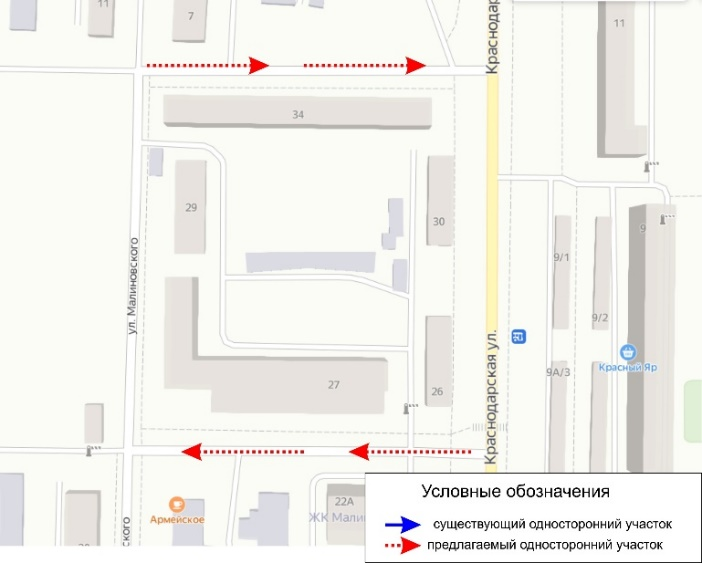 11
7
Краснодар
11
34
29
30
9
ул. Малиновского
9/1
9/2
Красный Яр
Краснодарская ул.
9А/3
27
26
Армейское
22А
ЖК Мали
ского
Условные обозначения
существующий односторонний участок
предлагаемый односторонний участок